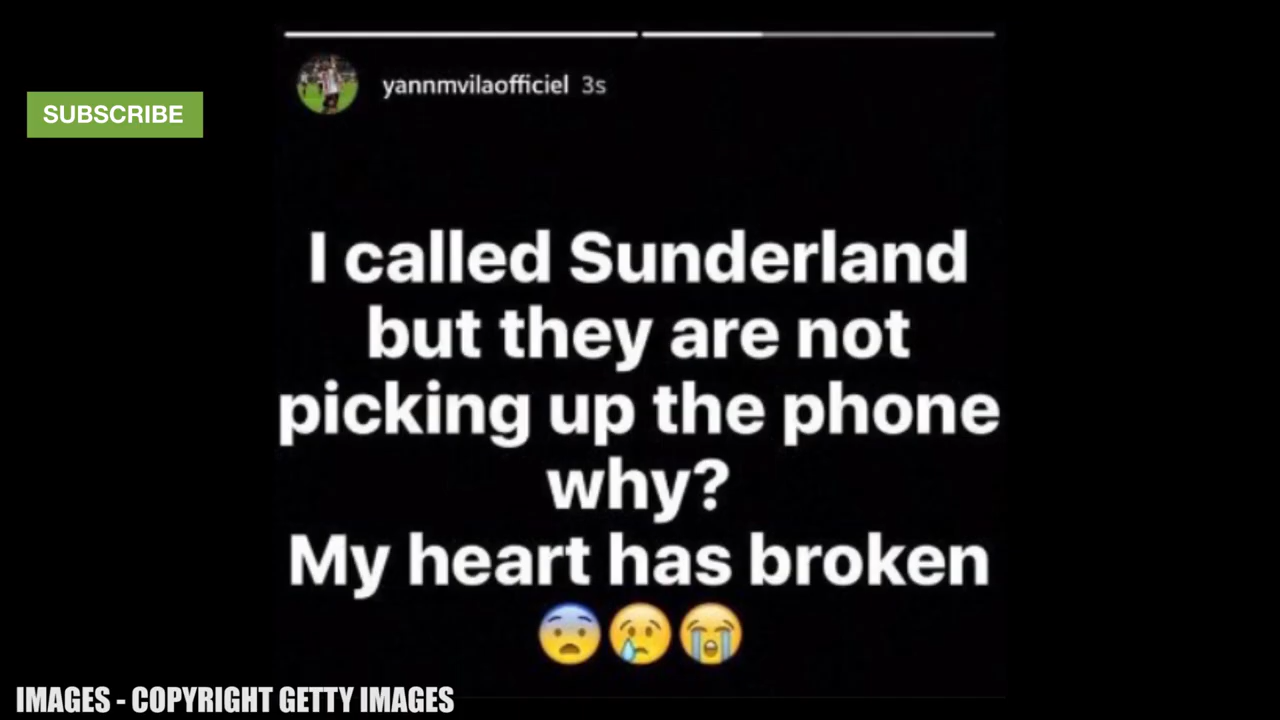 yannmvilaofficiel 3s
SUBSCRIBE
I called Sunderland
but they are not
picking up the phone
why?
My heart has broken
😨😢😭
IMAGES - COPYRIGHT GETTY IMAGES